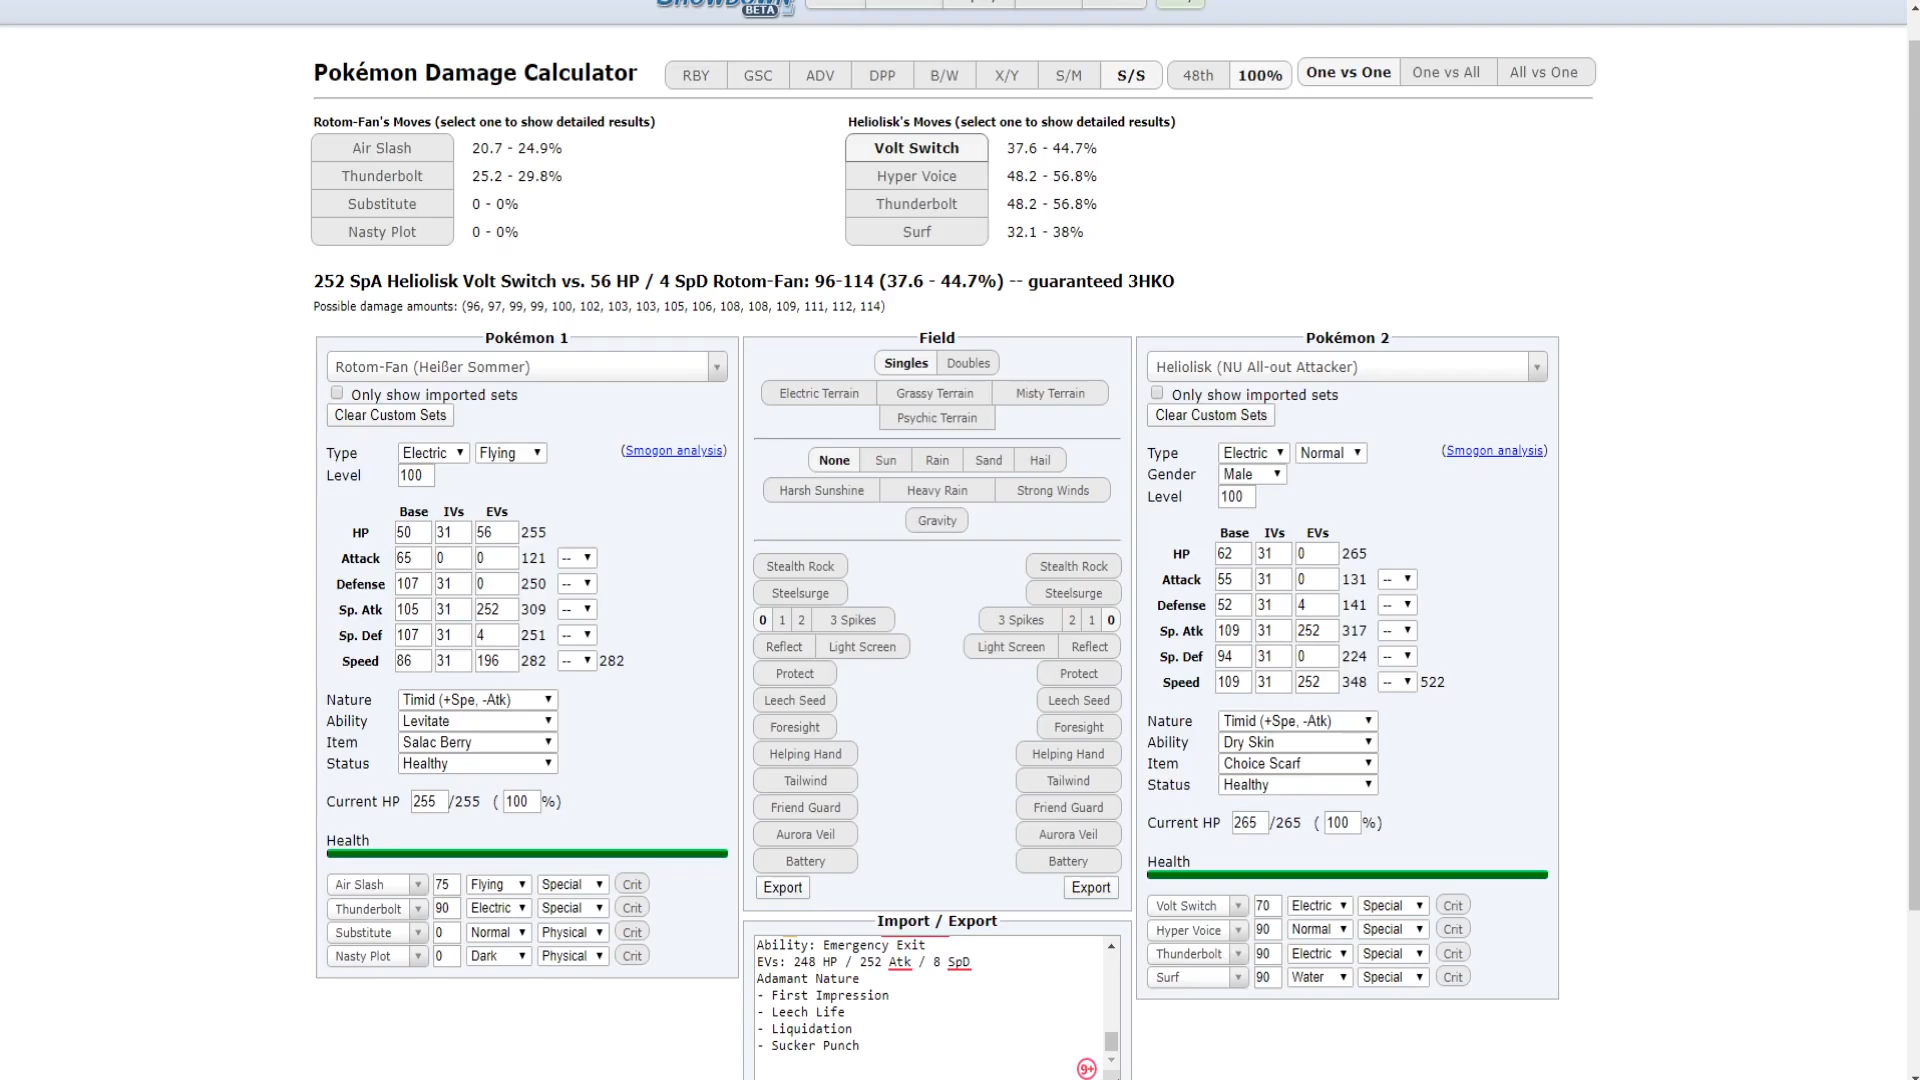 SHOWDOWN
BETA
Pokémon Damage Calculator
RBY GSC ADV DPP B/W X/Y S/M S/S 48th 100% One vs One One vs All All vs One
Rotom-Fan's Moves (select one to show detailed results)
Air Slash 20.7 - 24.9%
Thunderbolt 25.2 - 29.8%
Substitute 0 - 0%
Nasty Plot 0 - 0%
Heliolisk's Moves (select one to show detailed results)
Volt Switch 37.6 - 44.7%
Hyper Voice 48.2 - 56.8%
Thunderbolt 48.2 - 56.8%
Surf 32.1 - 38%
252 SpA Heliolisk Volt Switch vs. 56 HP / 4 SpD Rotom-Fan: 96-114 (37.6 - 44.7%) -- guaranteed 3HKO
Possible damage amounts: (96, 97, 99, 99, 100, 102, 103, 103, 105, 106, 108, 108, 109, 111, 112, 114)
Pokémon 1
Rotom-Fan (Heißer Sommer)
Only show imported sets
Clear Custom Sets
Type Electric Flying (Smogon analysis)
Level 100
Base IVs EVs
HP 50 31 56 255
Attack 65 0 0 121 --
Defense 107 31 0 250 --
Sp. Atk 105 31 252 309 --
Sp. Def 107 31 4 251 --
Speed 86 31 196 282 -- 282
Nature Timid (+Spe, -Atk)
Ability Levitate
Item Salac Berry
Status Healthy
Current HP 255 /255 ( 100 %)
Health
Air Slash 75 Flying Special Crit
Thunderbolt 90 Electric Special Crit
Substitute 0 Normal Physical Crit
Nasty Plot 0 Dark Physical Crit
Field
Singles Doubles
Electric Terrain Grassy Terrain Misty Terrain
Psychic Terrain
None Sun Rain Sand Hail
Harsh Sunshine Heavy Rain Strong Winds
Gravity
Stealth Rock Stealth Rock
Steelsurge Steelsurge
0 1 2 3 Spikes 3 Spikes 2 1 0
Reflect Light Screen Light Screen Reflect
Protect Protect
Leech Seed Leech Seed
Foresight Foresight
Helping Hand Helping Hand
Tailwind Tailwind
Friend Guard Friend Guard
Aurora Veil Aurora Veil
Battery Battery
Export Export
Import / Export
Ability: Emergency Exit
EVs: 248 HP / 252 Atk / 8 SpD
Adamant Nature
- First Impression
- Leech Life
- Liquidation
- Sucker Punch
9+
Pokémon 2
Heliolisk (NU All-out Attacker)
Only show imported sets
Clear Custom Sets
Type Electric Normal (Smogon analysis)
Gender Male
Level 100
Base IVs EVs
HP 62 31 0 265
Attack 55 31 0 131 --
Defense 52 31 4 141 --
Sp. Atk 109 31 252 317 --
Sp. Def 94 31 0 224 --
Speed 109 31 252 348 -- 522
Nature Timid (+Spe, -Atk)
Ability Dry Skin
Item Choice Scarf
Status Healthy
Current HP 265 /265 ( 100 %)
Health
Volt Switch 70 Electric Special Crit
Hyper Voice 90 Normal Special Crit
Thunderbolt 90 Electric Special Crit
Surf 90 Water Special Crit